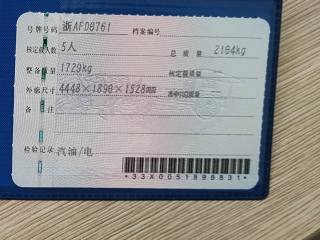 号牌号码 浙AFD8761 档案编号
核定载人数 5人 总质量 2104kg
整备质量 1729kg 核定载质量
外廓尺寸 4448×1890×1528mm 准牵引总质量
备注
检验记录 汽油/电
+33X0051898831+